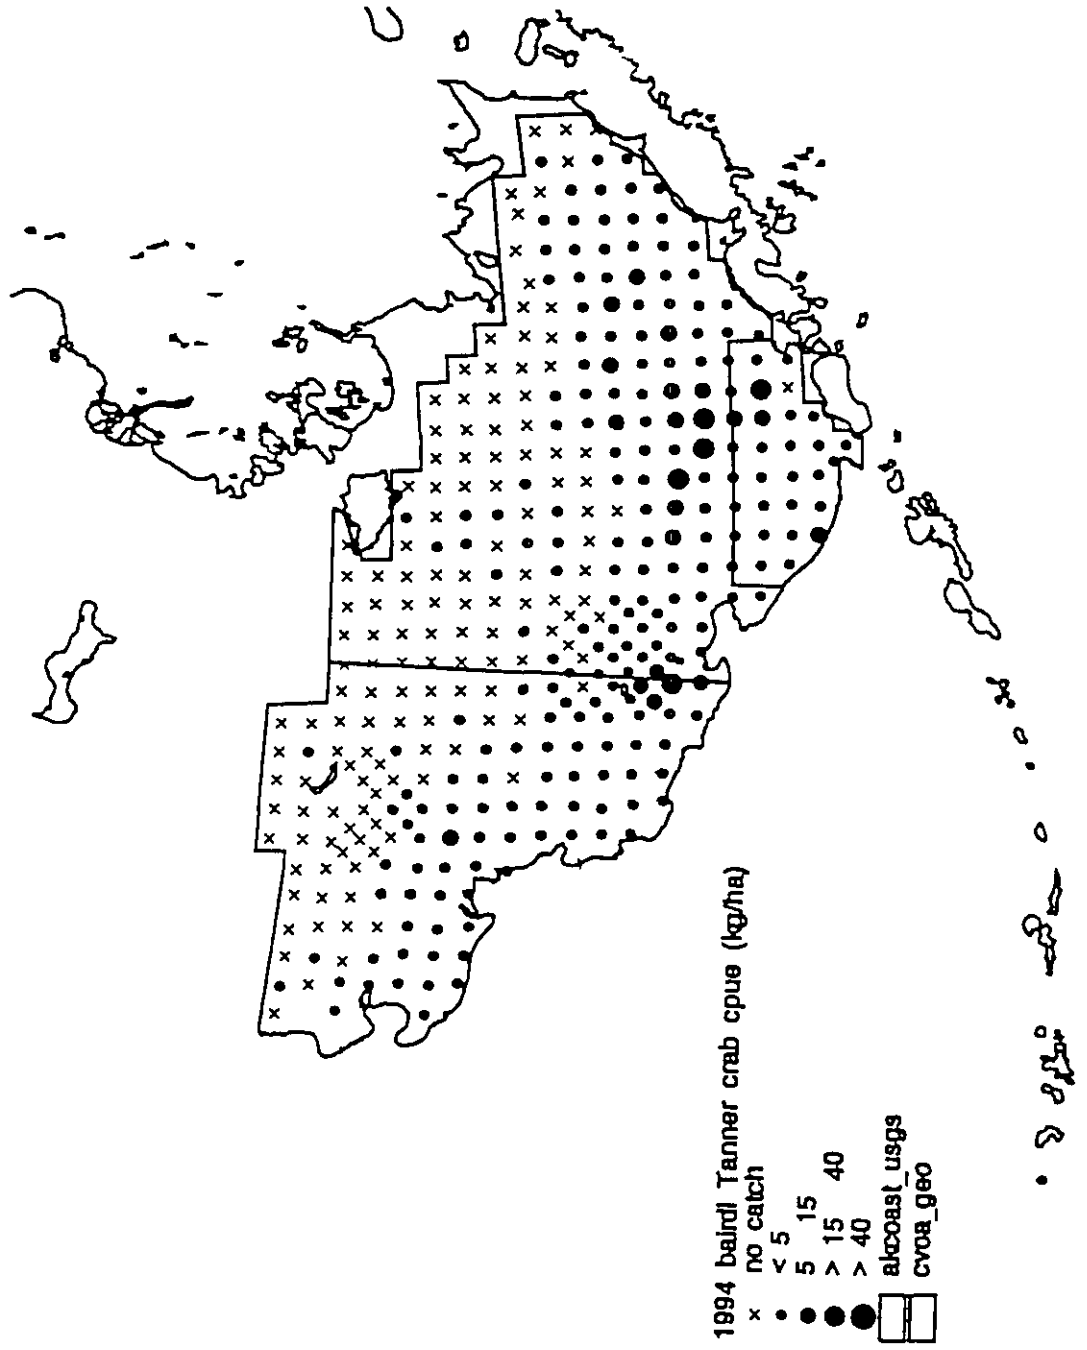 1994 bairdi Tanner crab cpue (kg/ha)
no catch
< 5
5 15
> 15 40
> 40
akcoast_usgs
cvoa_geo